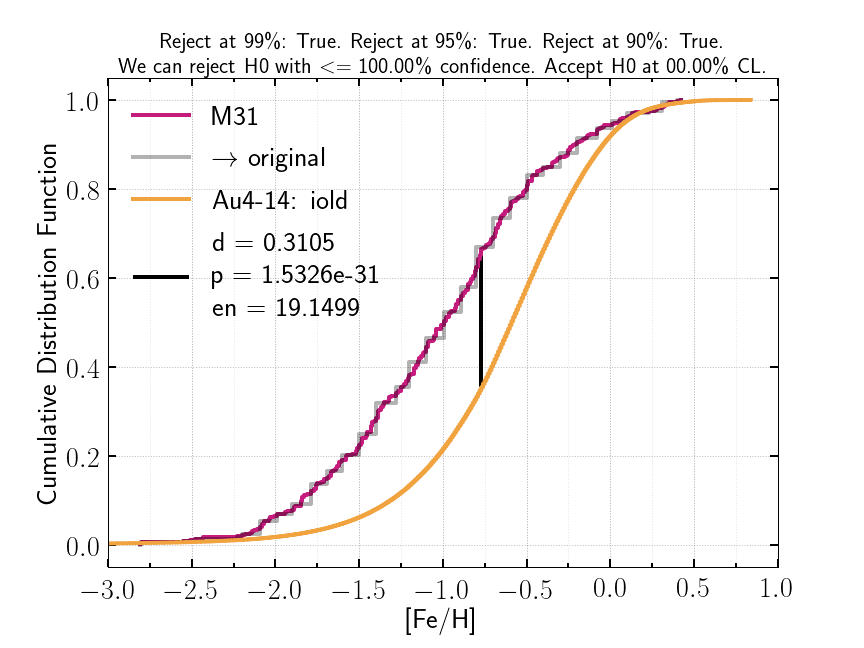 Reject at 99%: True. Reject at 95%: True. Reject at 90%: True.
We can reject H0 with <= 100.00% confidence. Accept H0 at 00.00% CL.
1.0
0.8
0.6
0.4
0.2
0.0
Cumulative Distribution Function
M31
→ original
Au4-14: iold
d = 0.3105
p = 1.5326e-31
en = 19.1499
−3.0 −2.5 −2.0 −1.5 −1.0 −0.5 0.0 0.5 1.0
[Fe/H]